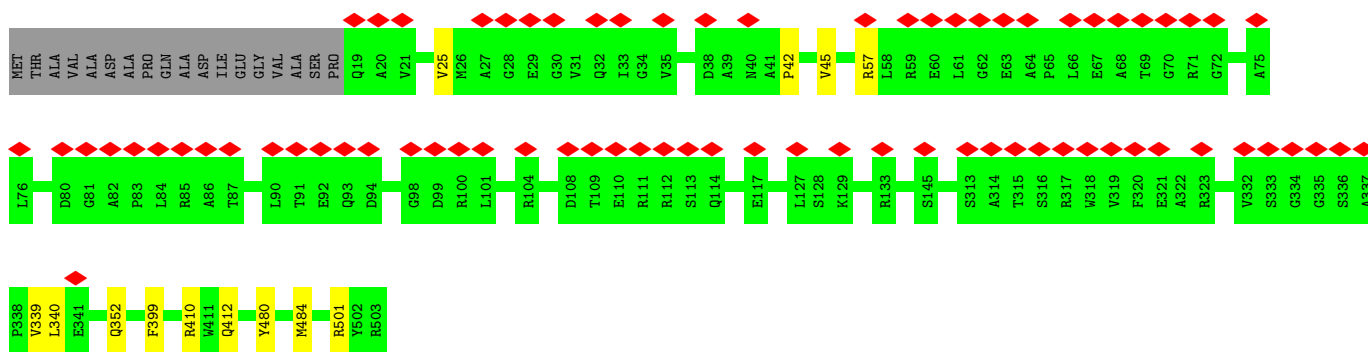 MET THR ALA VAL ALA ASP ALA PRO GLN ALA ASP ILE GLU GLY VAL ALA SER PRO Q19 A20 V21 V25 M26 A27 G28 E29 G30 V31 Q32 I33 G34 V35 D38 A39 N40 A41 P42 V45 R57 L58 R59 E60 L61 G62 E63 A64 P65 L66 E67 A68 T69 G70 R71 G72 A75
L76 D80 G81 A82 P83 L84 R85 A86 T87 L90 T91 E92 Q93 D94 G98 D99 R100 L101 R104 D108 T109 E110 R111 R112 S113 Q114 E117 L127 S128 K129 R133 S145 S313 A314 T315 S316 R317 W318 V319 F320 E321 A322 R323 V332 S333 G334 G335 S336 A337
P338 V339 L340 E341 Q352 F399 R410 W411 Q412 Y480 M484 R501 Y502 R503